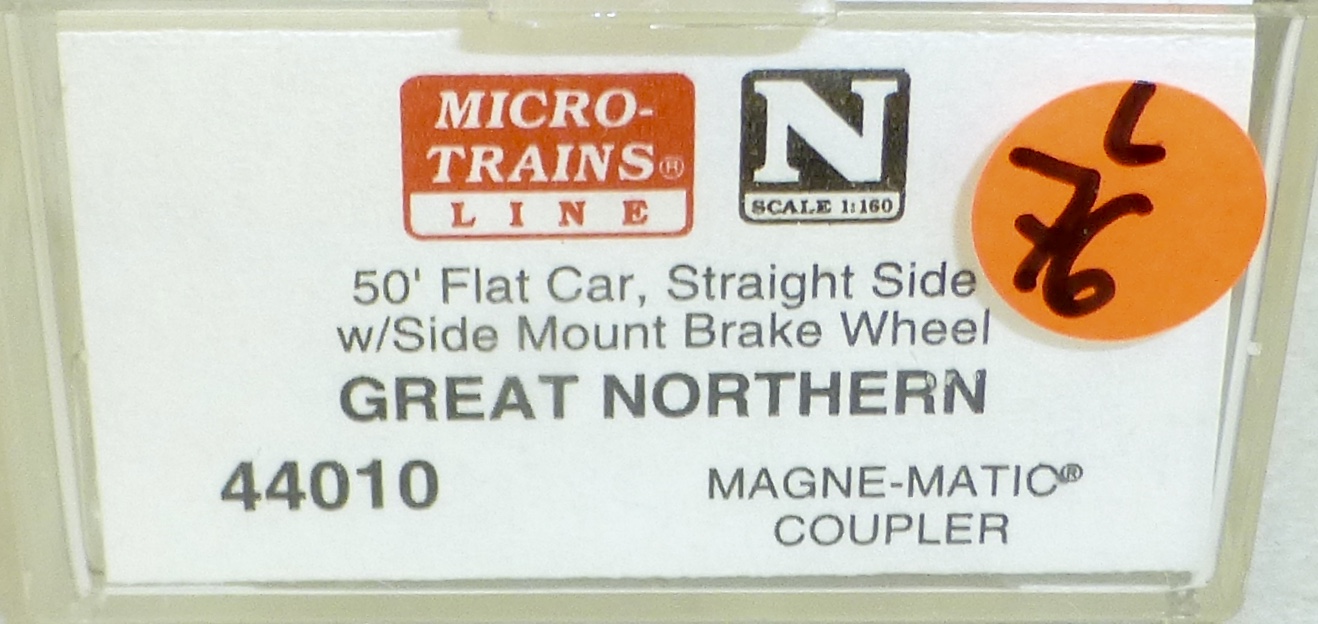 MICRO-
TRAINS®
LINE
N
SCALE 1:160
L
76
50' Flat Car, Straight Side
w/Side Mount Brake Wheel
GREAT NORTHERN
44010
MAGNE-MATIC®
COUPLER